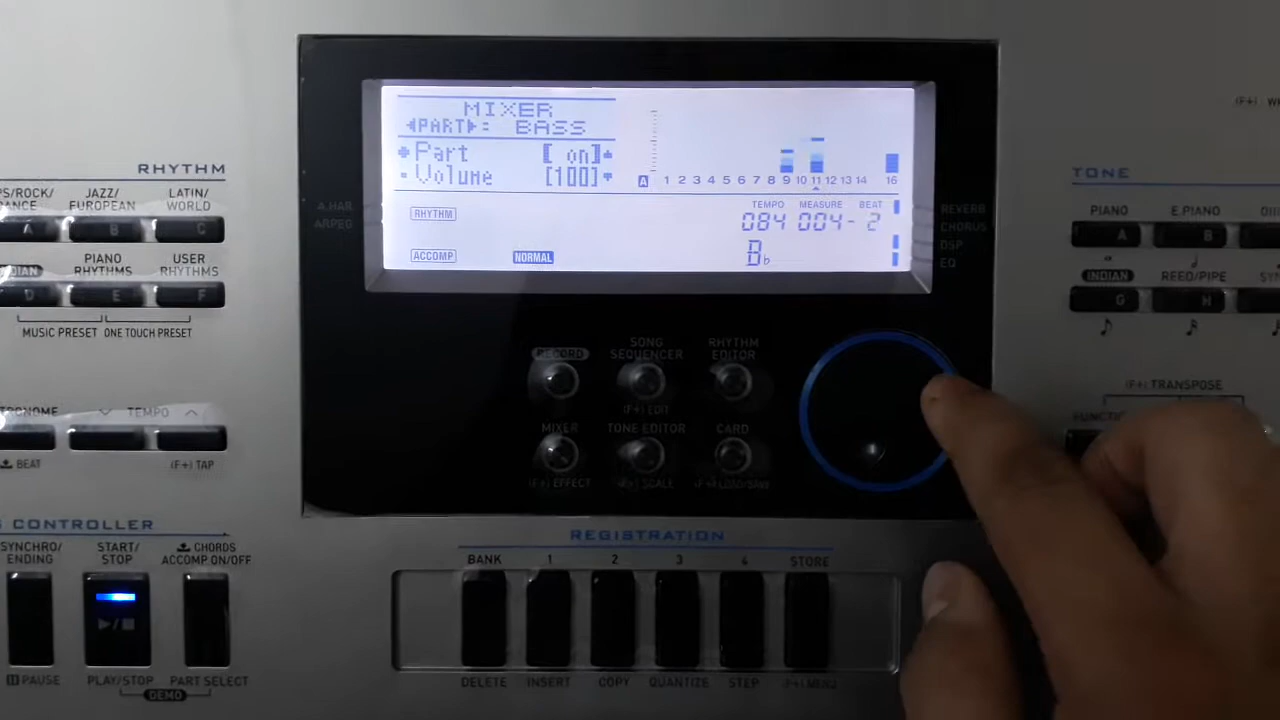 RHYTHM
JAZZ/
EUROPEAN
LATIN/
WORLD
A
B
C
PIANO
RHYTHMS
USER
RHYTHMS
D
E
F
MUSIC PRESET
ONE TOUCH PRESET
TEMPO
BEAT
(F+) TAP
CONTROLLER
SYNCHRO/
ENDING
START/
STOP
CHORDS
ACCOMP ON/OFF
PAUSE
PLAY/STOP
PART SELECT
DEMO
MIXER
PART: BASS
Part [ on]
Volume [100]
A 1 2 3 4 5 6 7 8 9 10 11 12 13 14 16
RHYTHM
TEMPO MEASURE BEAT
084 004- 2
ACCOMP NORMAL
B♭
A.HAR
ARPEG
REVERB
CHORUS
DSP
EQ
RECORD
SONG
SEQUENCER
RHYTHM
EDITOR
(F+) EDIT
MIXER
TONE EDITOR
CARD
(F+) EFFECT
(F+) SCALE
(F+) LOAD/SAVE
REGISTRATION
BANK 1 2 3 4 STORE
DELETE INSERT COPY QUANTIZE STEP (F+) MENU
TONE
PIANO
E.PIANO
A
B
INDIAN
REED/PIPE
G
H
(F+) TRANSPOSE